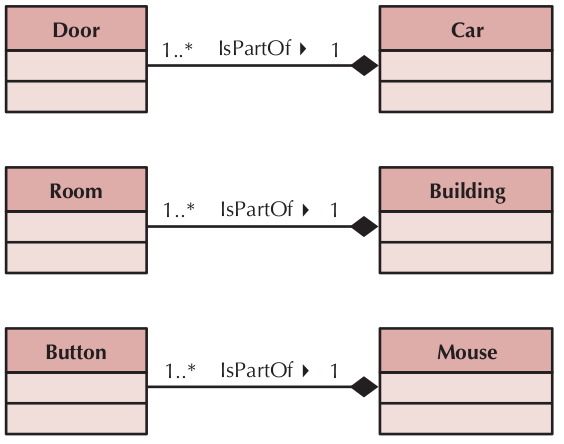 Door 1..* IsPartOf 1 Car
Room 1..* IsPartOf 1 Building
Button 1..* IsPartOf 1 Mouse